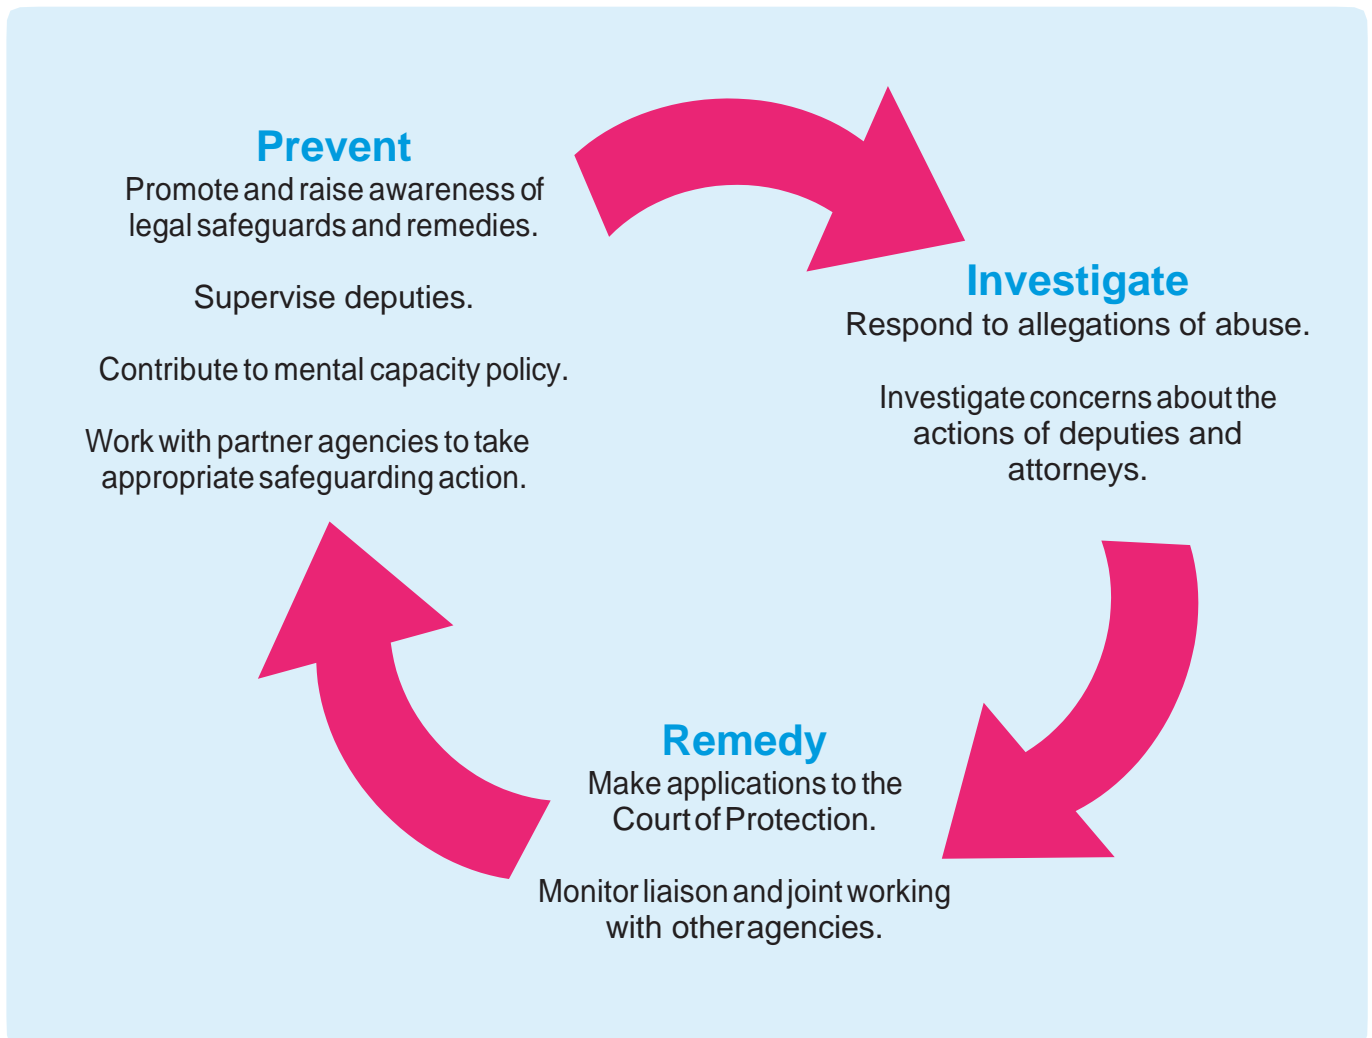 Prevent
Promote and raise awareness of
legal safeguards and remedies.
Supervise deputies.
Contribute to mental capacity policy.
Work with partner agencies to take
appropriate safeguarding action.
Investigate
Respond to allegations of abuse.
Investigate concerns about the
actions of deputies and
attorneys.
Remedy
Make applications to the
Court of Protection.
Monitor liaison and joint working
with other agencies.